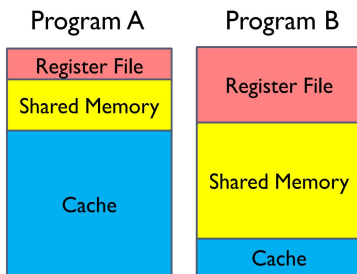 Program A
Program B
Register File
Shared Memory
Cache
Register File
Shared Memory
Cache